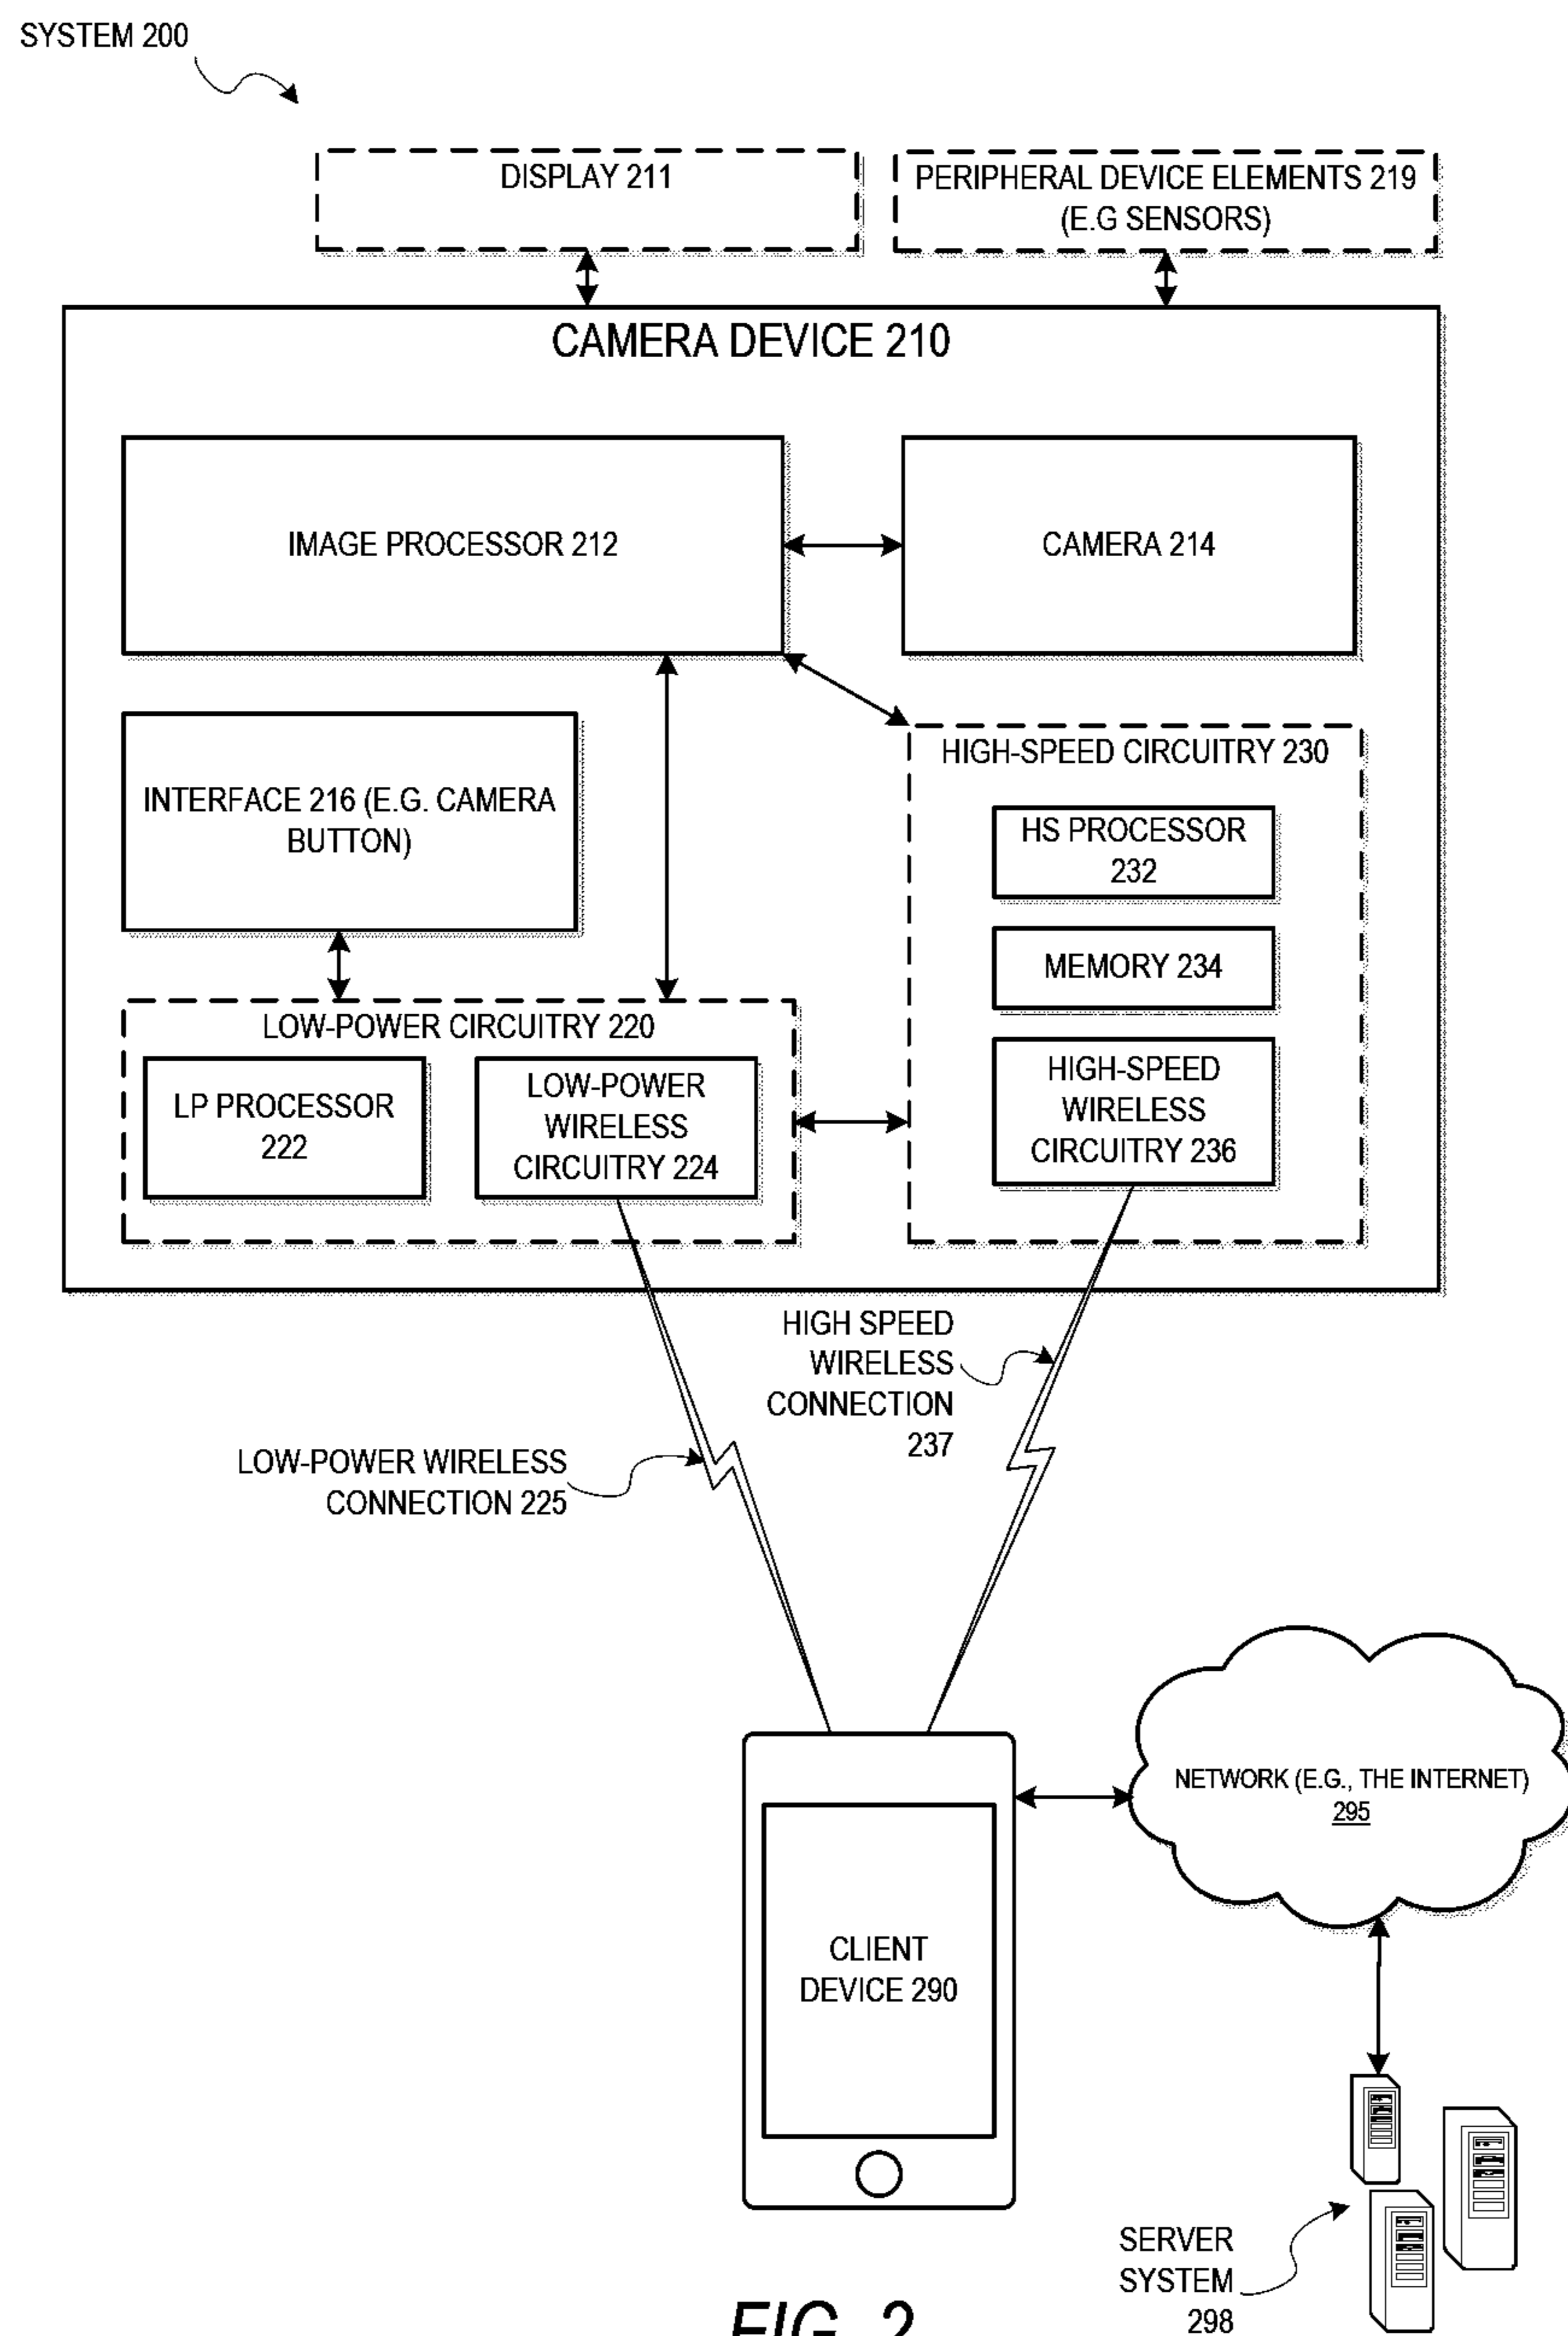 SYSTEM 200
DISPLAY 211
PERIPHERAL DEVICE ELEMENTS 219
(E.G SENSORS)
CAMERA DEVICE 210
IMAGE PROCESSOR 212
CAMERA 214
INTERFACE 216 (E.G. CAMERA
BUTTON)
HIGH-SPEED CIRCUITRY 230
HS PROCESSOR
232
MEMORY 234
HIGH-SPEED
WIRELESS
CIRCUITRY 236
LOW-POWER CIRCUITRY 220
LP PROCESSOR
222
LOW-POWER
WIRELESS
CIRCUITRY 224
HIGH SPEED
WIRELESS
CONNECTION
237
LOW-POWER WIRELESS
CONNECTION 225
NETWORK (E.G., THE INTERNET)
295
CLIENT
DEVICE 290
SERVER
SYSTEM
298
FIG. 2